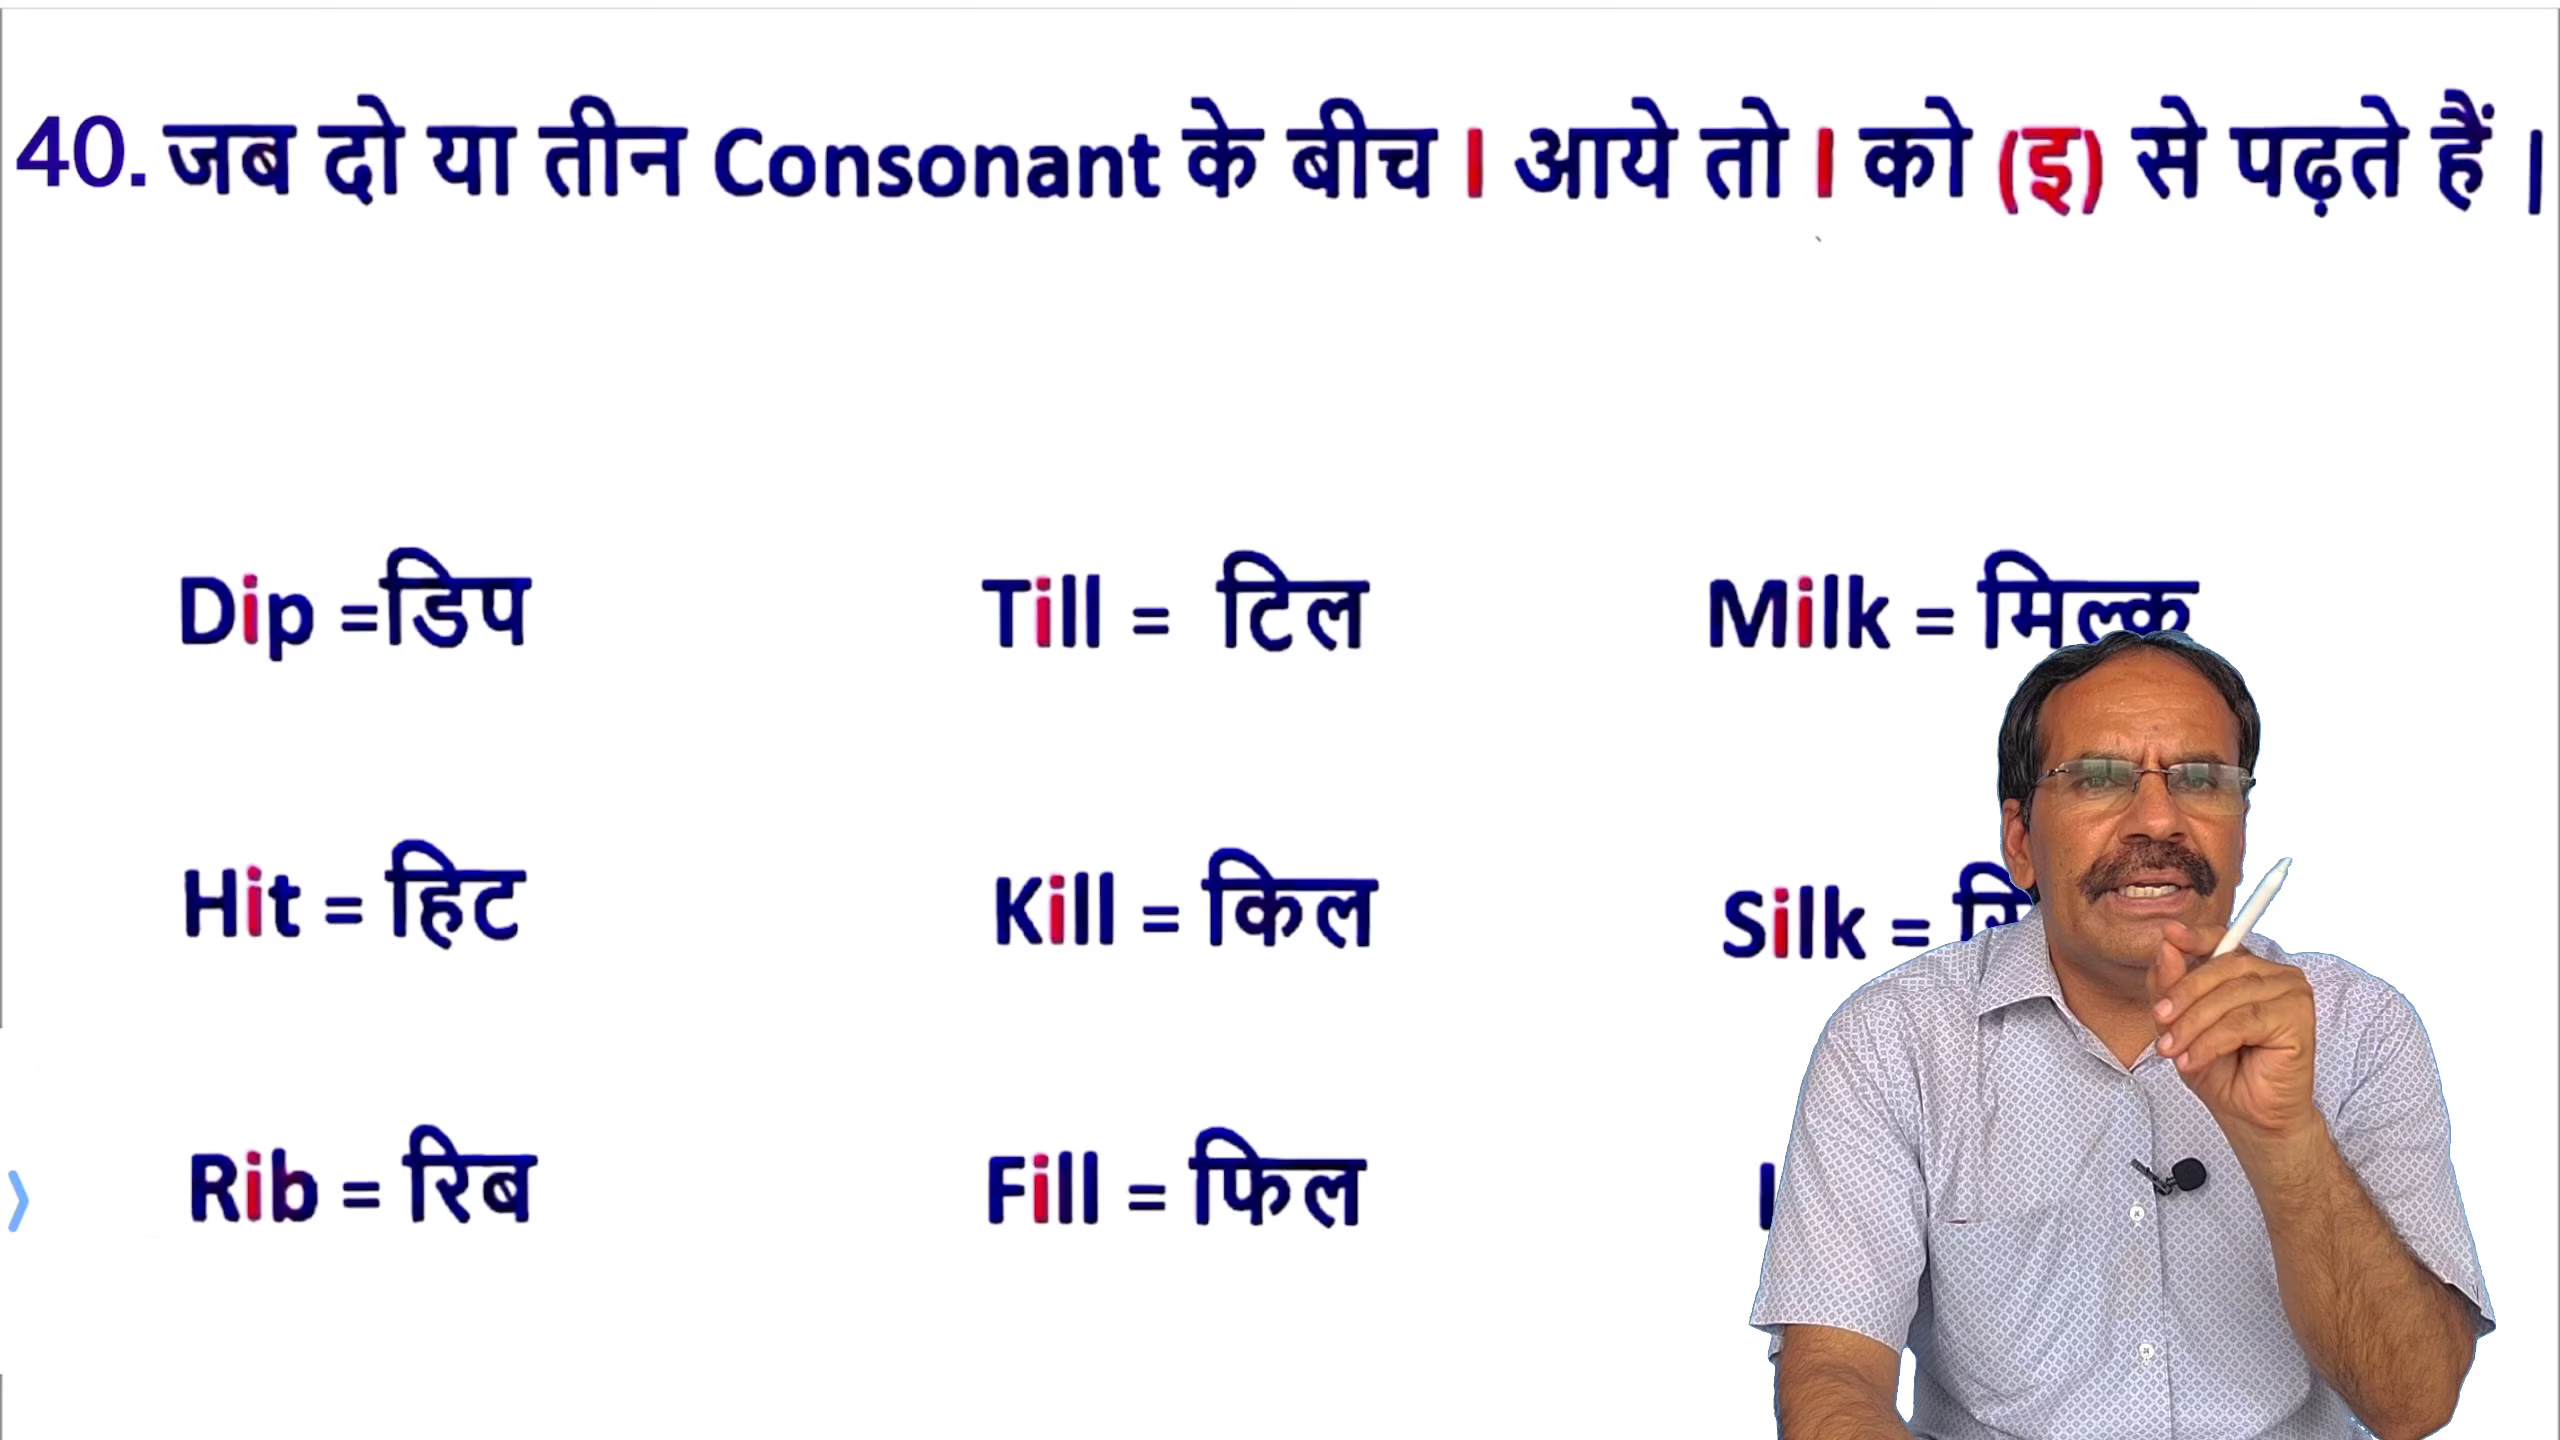 40. जब दो या तीन Consonant के बीच I आये तो I को (इ) से पढ़ते हैं |
Dip =डिप Till = टिल Milk = मिल्क
Hit = हिट Kill = किल Silk =
Rib = रिब Fill = फिल